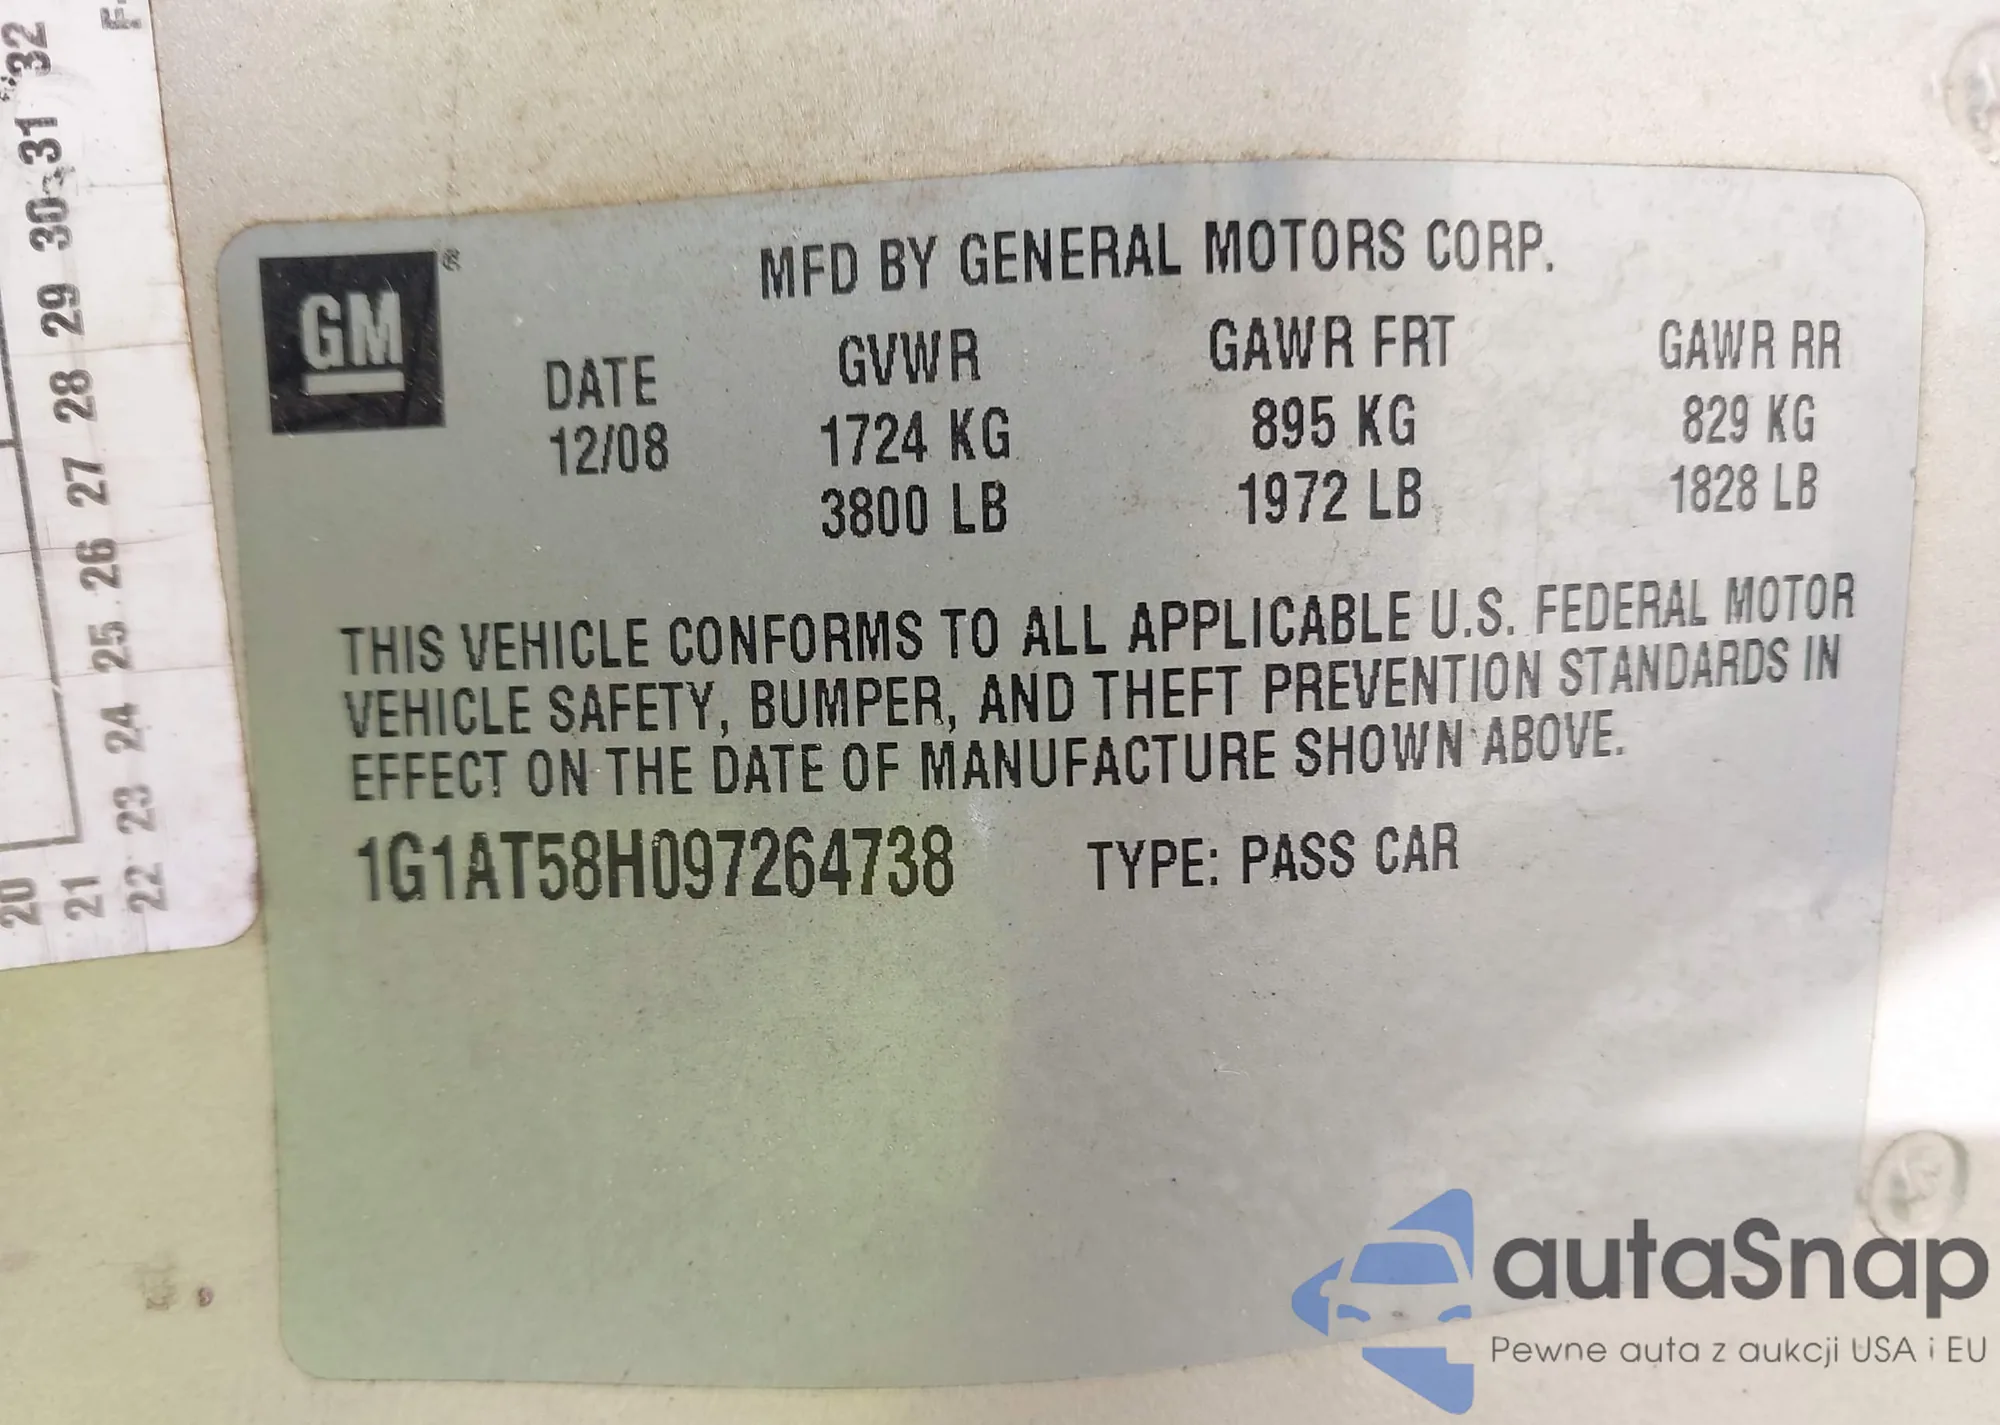 GM
®
MFD BY GENERAL MOTORS CORP.
DATE GVWR GAWR FRT GAWR RR
12/08 1724 KG 895 KG 829 KG
3800 LB 1972 LB 1828 LB
THIS VEHICLE CONFORMS TO ALL APPLICABLE U.S. FEDERAL MOTOR
VEHICLE SAFETY, BUMPER, AND THEFT PREVENTION STANDARDS IN
EFFECT ON THE DATE OF MANUFACTURE SHOWN ABOVE.
1G1AT58H097264738 TYPE: PASS CAR
20 21 22 23 24 25 26 27 28 29 30 31 32
autaSnap
Pewne auta z aukcji USA i EU